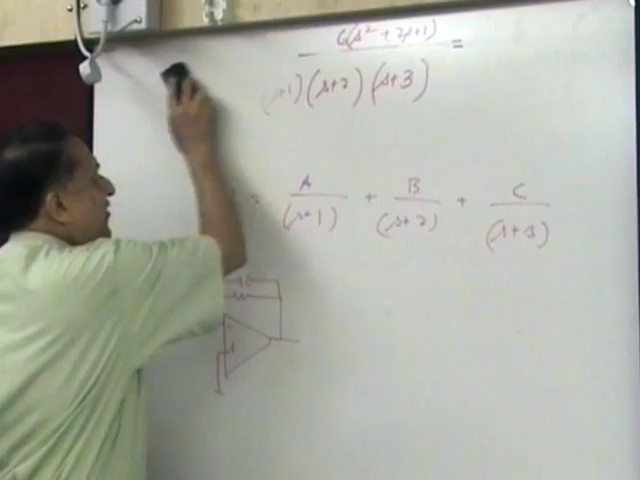 6(s² + 2s+1) =
(s+1)(s+2)(s+3)
= A + B + C
(s+1) (s+2) (s+3)